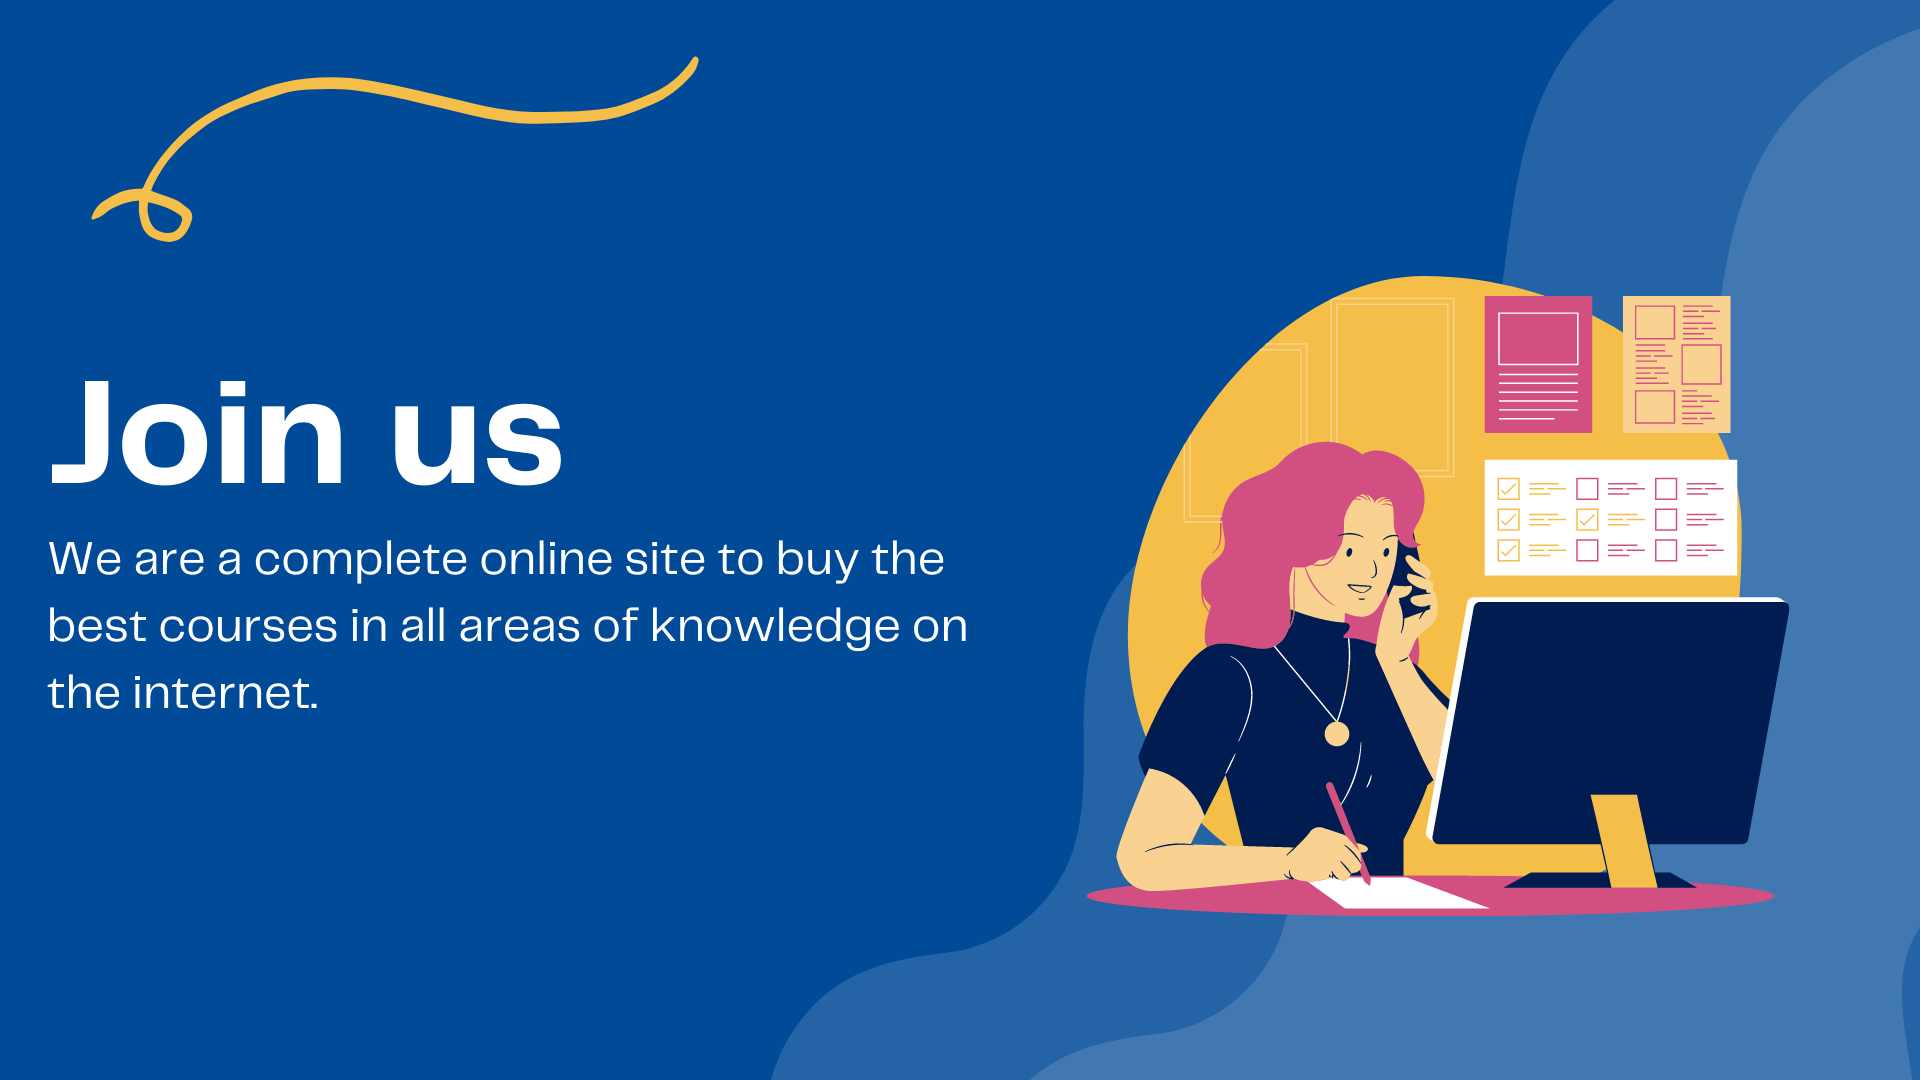 Join us
We are a complete online site to buy the
best courses in all areas of knowledge on
the internet.